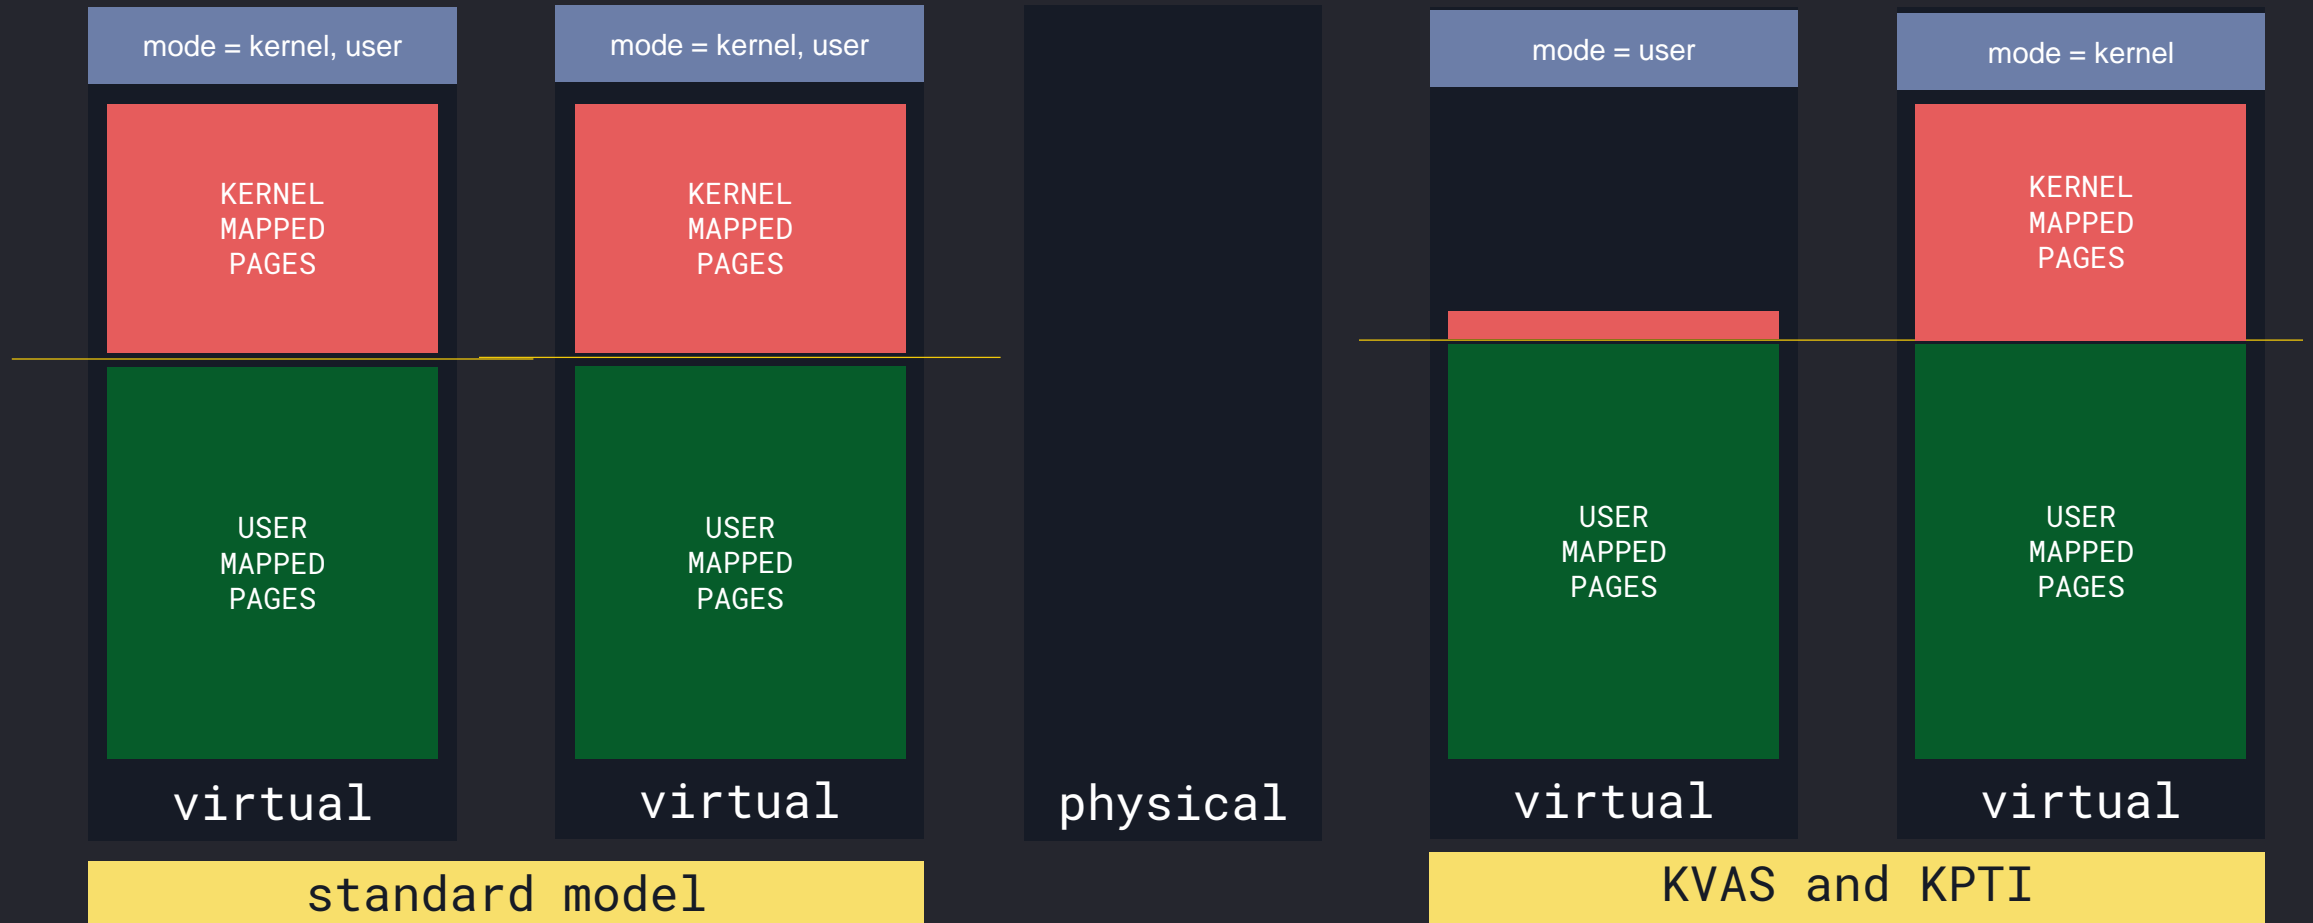 mode = kernel, user
KERNEL
MAPPED
PAGES
USER
MAPPED
PAGES
virtual
mode = kernel, user
KERNEL
MAPPED
PAGES
USER
MAPPED
PAGES
virtual
standard model
physical
mode = user
USER
MAPPED
PAGES
virtual
mode = kernel
KERNEL
MAPPED
PAGES
USER
MAPPED
PAGES
virtual
KVAS and KPTI